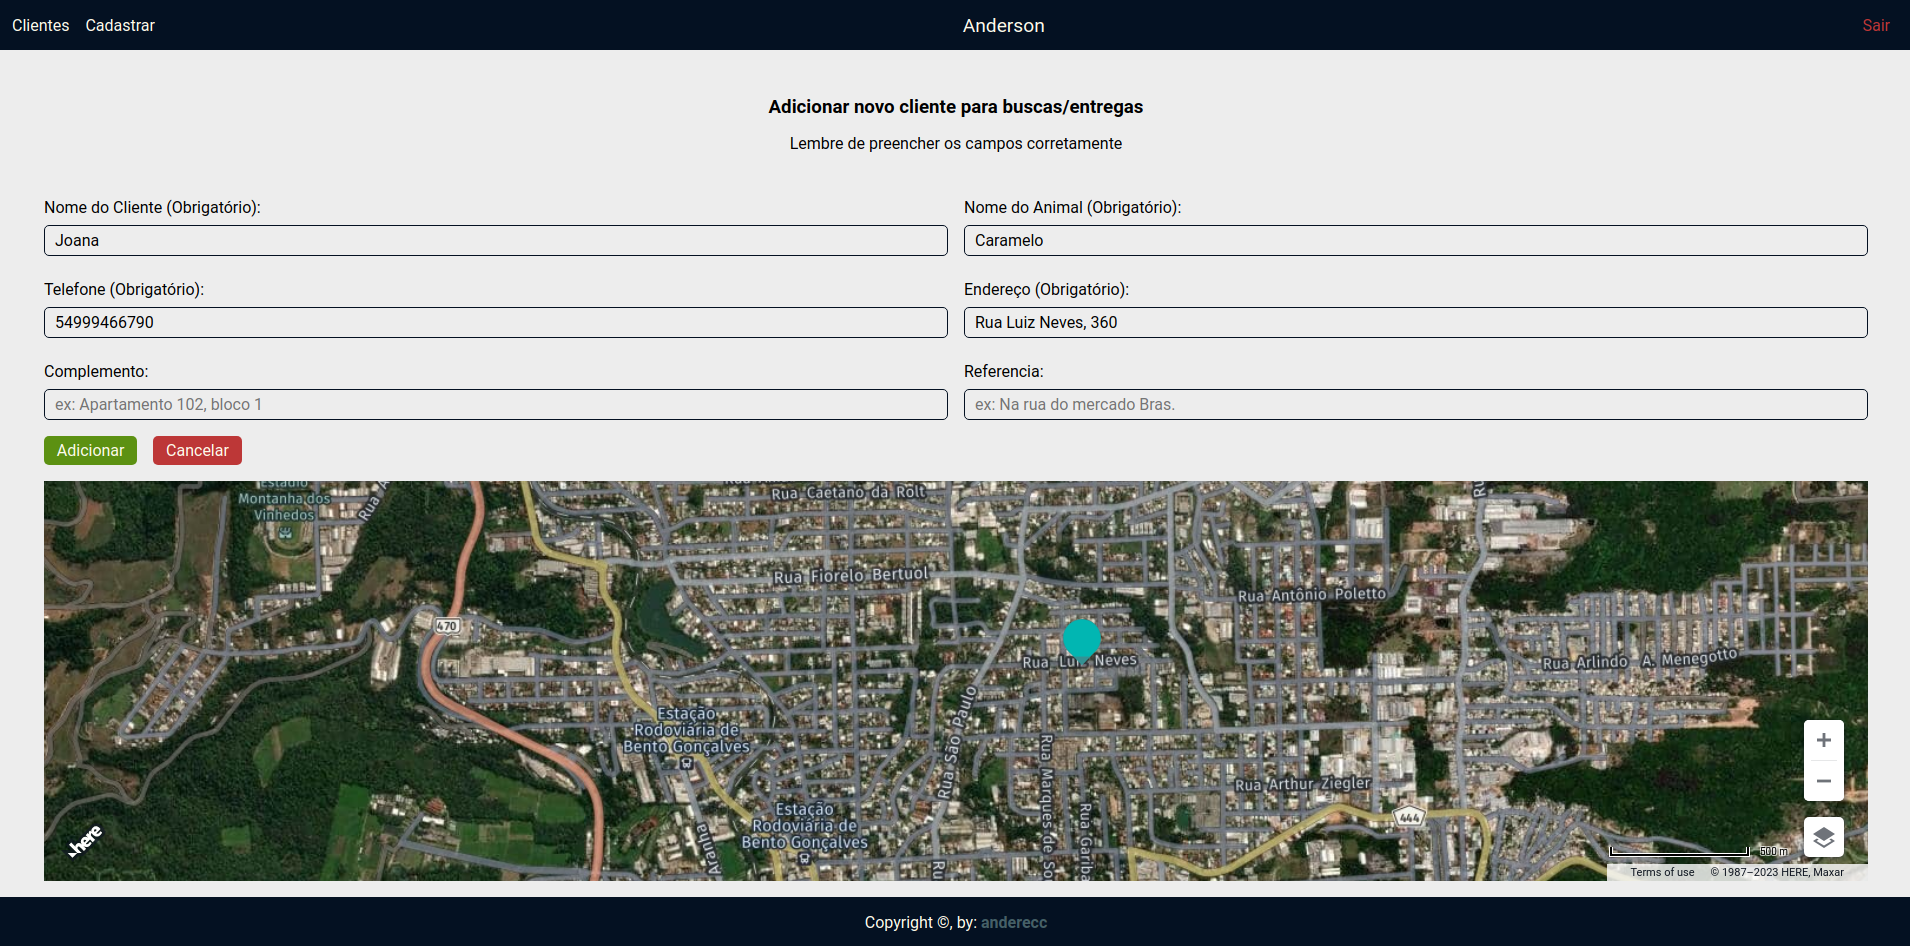 Clientes Cadastrar Anderson Sair
Adicionar novo cliente para buscas/entregas
Lembre de preencher os campos corretamente
Nome do Cliente (Obrigatório):
Joana
Nome do Animal (Obrigatório):
Caramelo
Telefone (Obrigatório):
54999466790
Endereço (Obrigatório):
Rua Luiz Neves, 360
Complemento:
ex: Apartamento 102, bloco 1
Referencia:
ex: Na rua do mercado Bras.
Adicionar Cancelar
Estádio
Montanha dos
Vinhedos
Rua A
Rua Caetano da Rolt
Ru
Rua Fiorelo Bertuol
Rua Antônio Poletto
470
Rua Luiz Neves
Rua Arlindo A. Menegotto
Estação
Rodoviária de
Bento Gonçalves
Rua São Paulo
Rua Marques de So
Rua Arthur Ziegler
Estação
Rodoviária de
Bento Gonçalves
Rua Gariba
444
Aranha
Ru
here
500 m
Terms of use © 1987–2023 HERE, Maxar
Copyright ©, by: anderecc